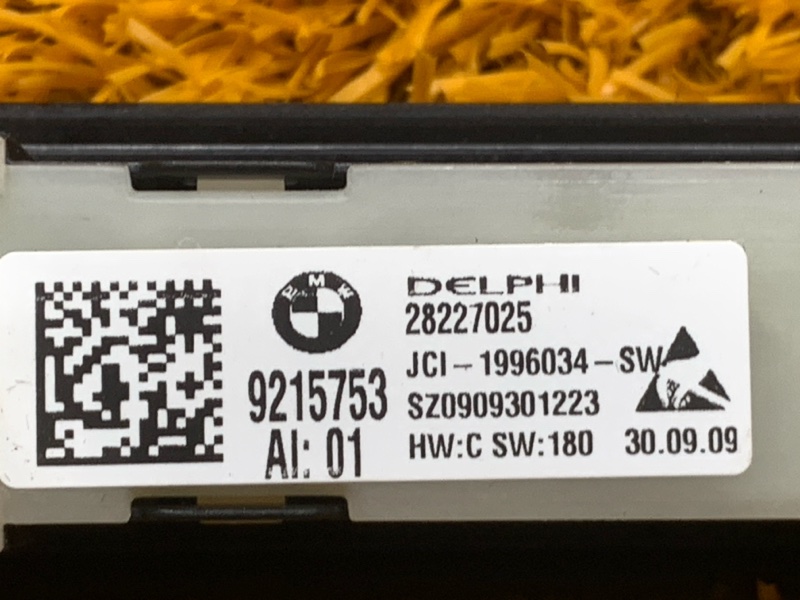 BMW
9215753
AI: 01
DELPHI
28227025
JCI-1996034-SW
SZ0909301223
HW:C SW:180 30.09.09